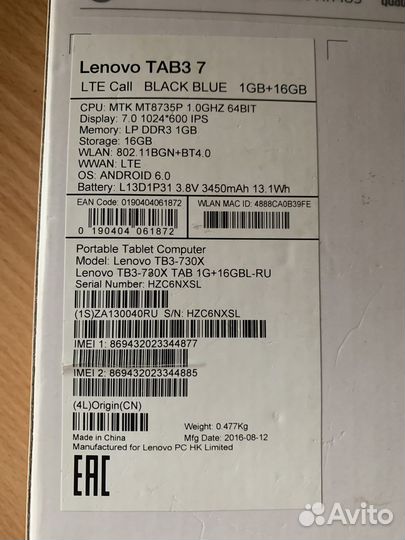 Lenovo TAB3 7
LTE Call BLACK BLUE 1GB+16GB
CPU: MTK MT8735P 1.0GHZ 64BIT
Display: 7.0 1024*600 IPS
Memory: LP DDR3 1GB
Storage: 16GB
WLAN: 802.11BGN+BT4.0
WWAN: LTE
OS: ANDROID 6.0
Battery: L13D1P31 3.8V 3450mAh 13.1Wh
EAN Code: 0190404061872
WLAN MAC ID: 4888CA0B39FE
0 190404 061872
Portable Tablet Computer
Model: Lenovo TB3-730X
Lenovo TB3-730X TAB 1G+16GBL-RU
Serial Number: HZC6NXSL
(1S)ZA130040RU S/N: HZC6NXSL
IMEI 1: 869432023344877
IMEI 2: 869432023344885
(4L)Origin(CN)
Weight: 0.477Kg
Made in China
Mfg Date: 2016-08-12
Manufactured for Lenovo PC HK Limited
EAC
Avito